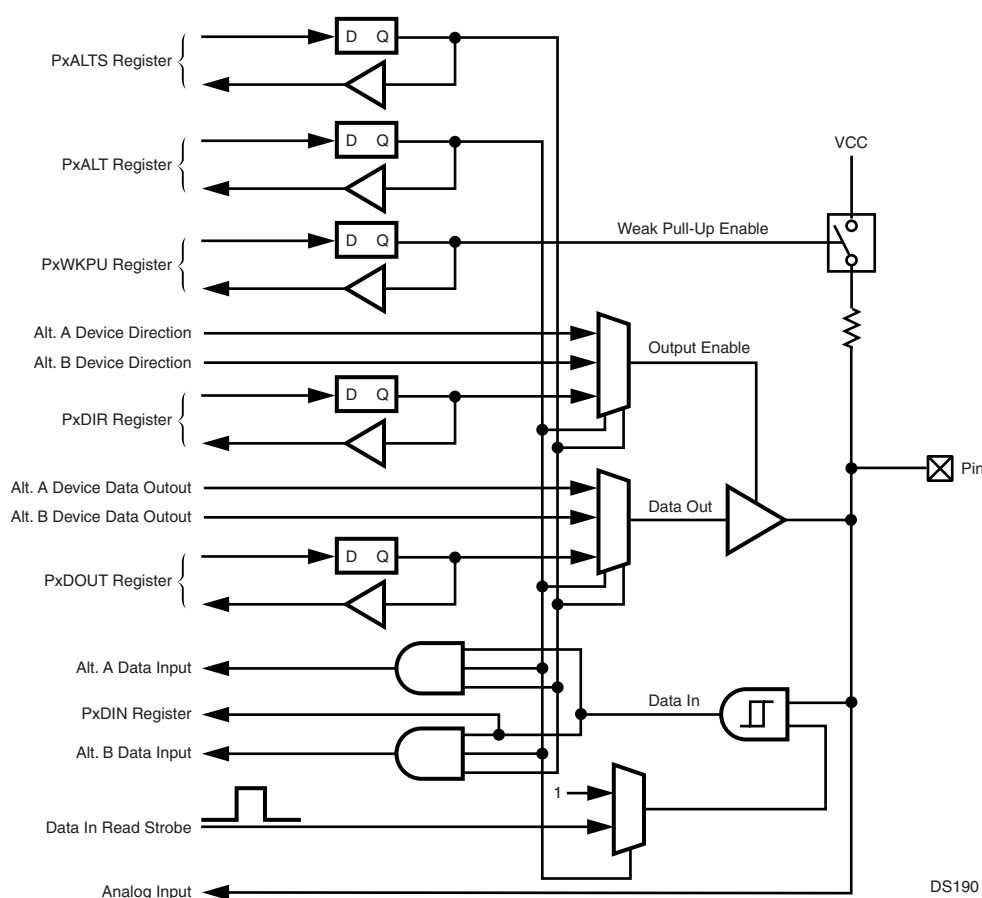 PxALTS Register
D Q
PxALT Register
D Q
VCC
PxWKPU Register
D Q
Weak Pull-Up Enable
Alt. A Device Direction
Alt. B Device Direction
Output Enable
PxDIR Register
D Q
Pin
Alt. A Device Data Outout
Alt. B Device Data Outout
Data Out
PxDOUT Register
D Q
Alt. A Data Input
PxDIN Register
Data In
Alt. B Data Input
1
Data In Read Strobe
Analog Input
DS190